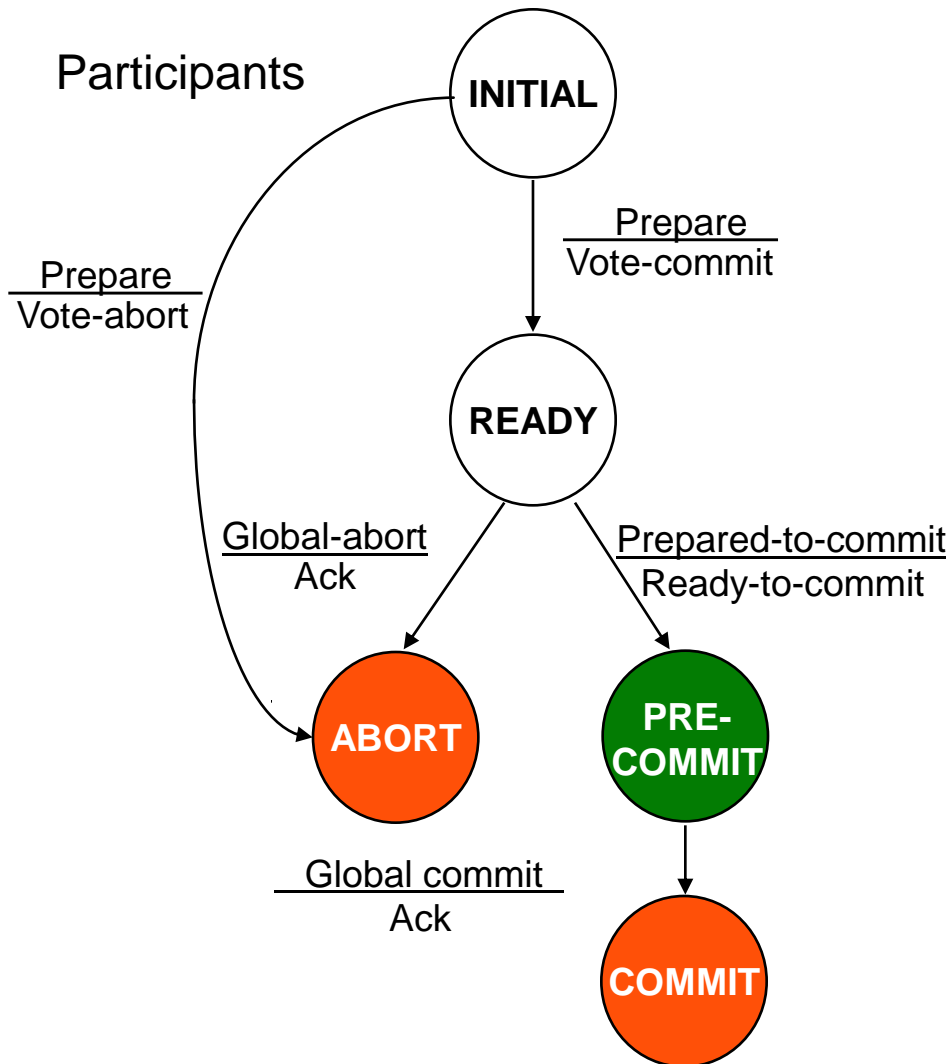 Participants
INITIAL
Prepare
Vote-commit
Prepare
Vote-abort
READY
Global-abort
Ack
Prepared-to-commit
Ready-to-commit
ABORT
PRE-
COMMIT
Global commit
Ack
COMMIT